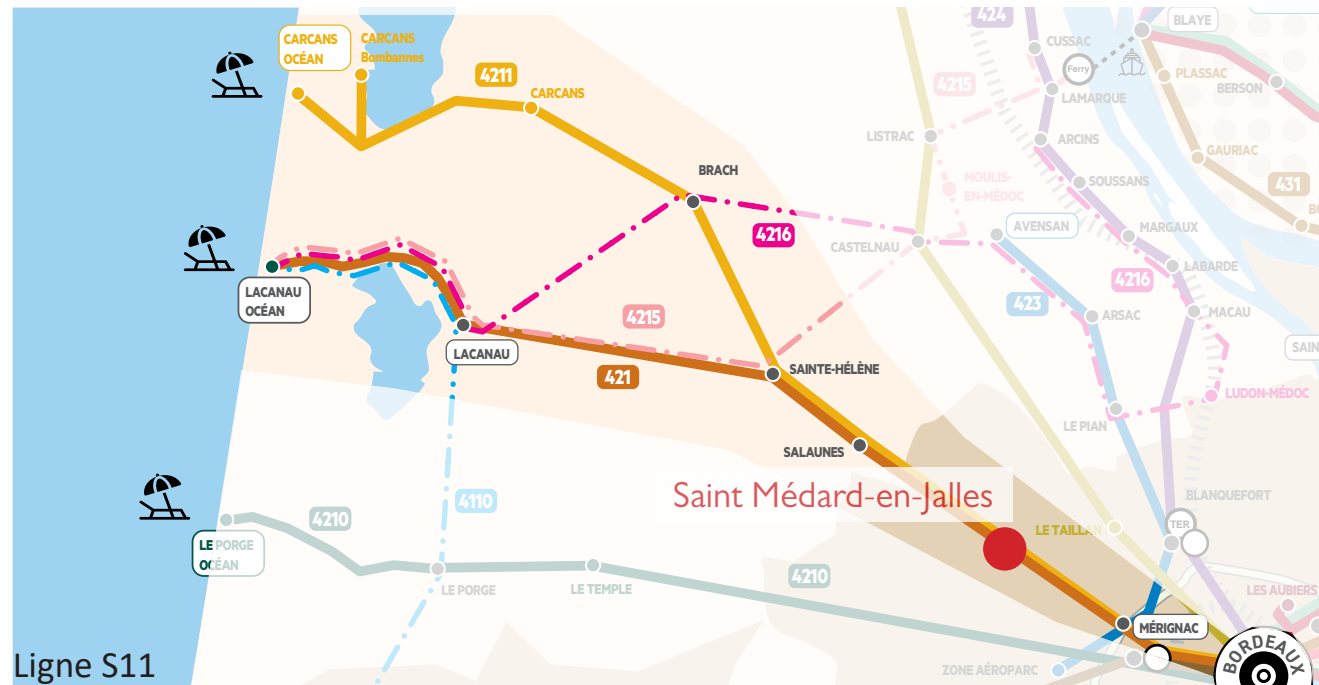 424
BLAYE
CARCANS
OCÉAN
CARCANS
Bombannes
CUSSAC
Ferry
4211
4215
PLASSAC
BERSON
CARCANS
LAMARQUE
LISTRAC
ARCINS
GAURIAC
BRACH
MOULIS-
EN-MÉDOC
SOUSSANS
431
4216
CASTELNAU
AVENSAN
MARGAUX
LABARDE
4216
LACANAU
OCÉAN
423
4215
ARSAC
MACAU
LACANAU
421
SAINTE-HÉLÈNE
LUDON-MÉDOC
LE PIAN
SALAUNES
Saint Médard-en-Jalles
4110
BLANQUEFORT
4210
TER
LE TAILLAN
LE PORGE
OCÉAN
4210
LE PORGE
LE TEMPLE
LES AUBIERS
MÉRIGNAC
BORDEAUX
ZONE AÉROPARC
Ligne S11